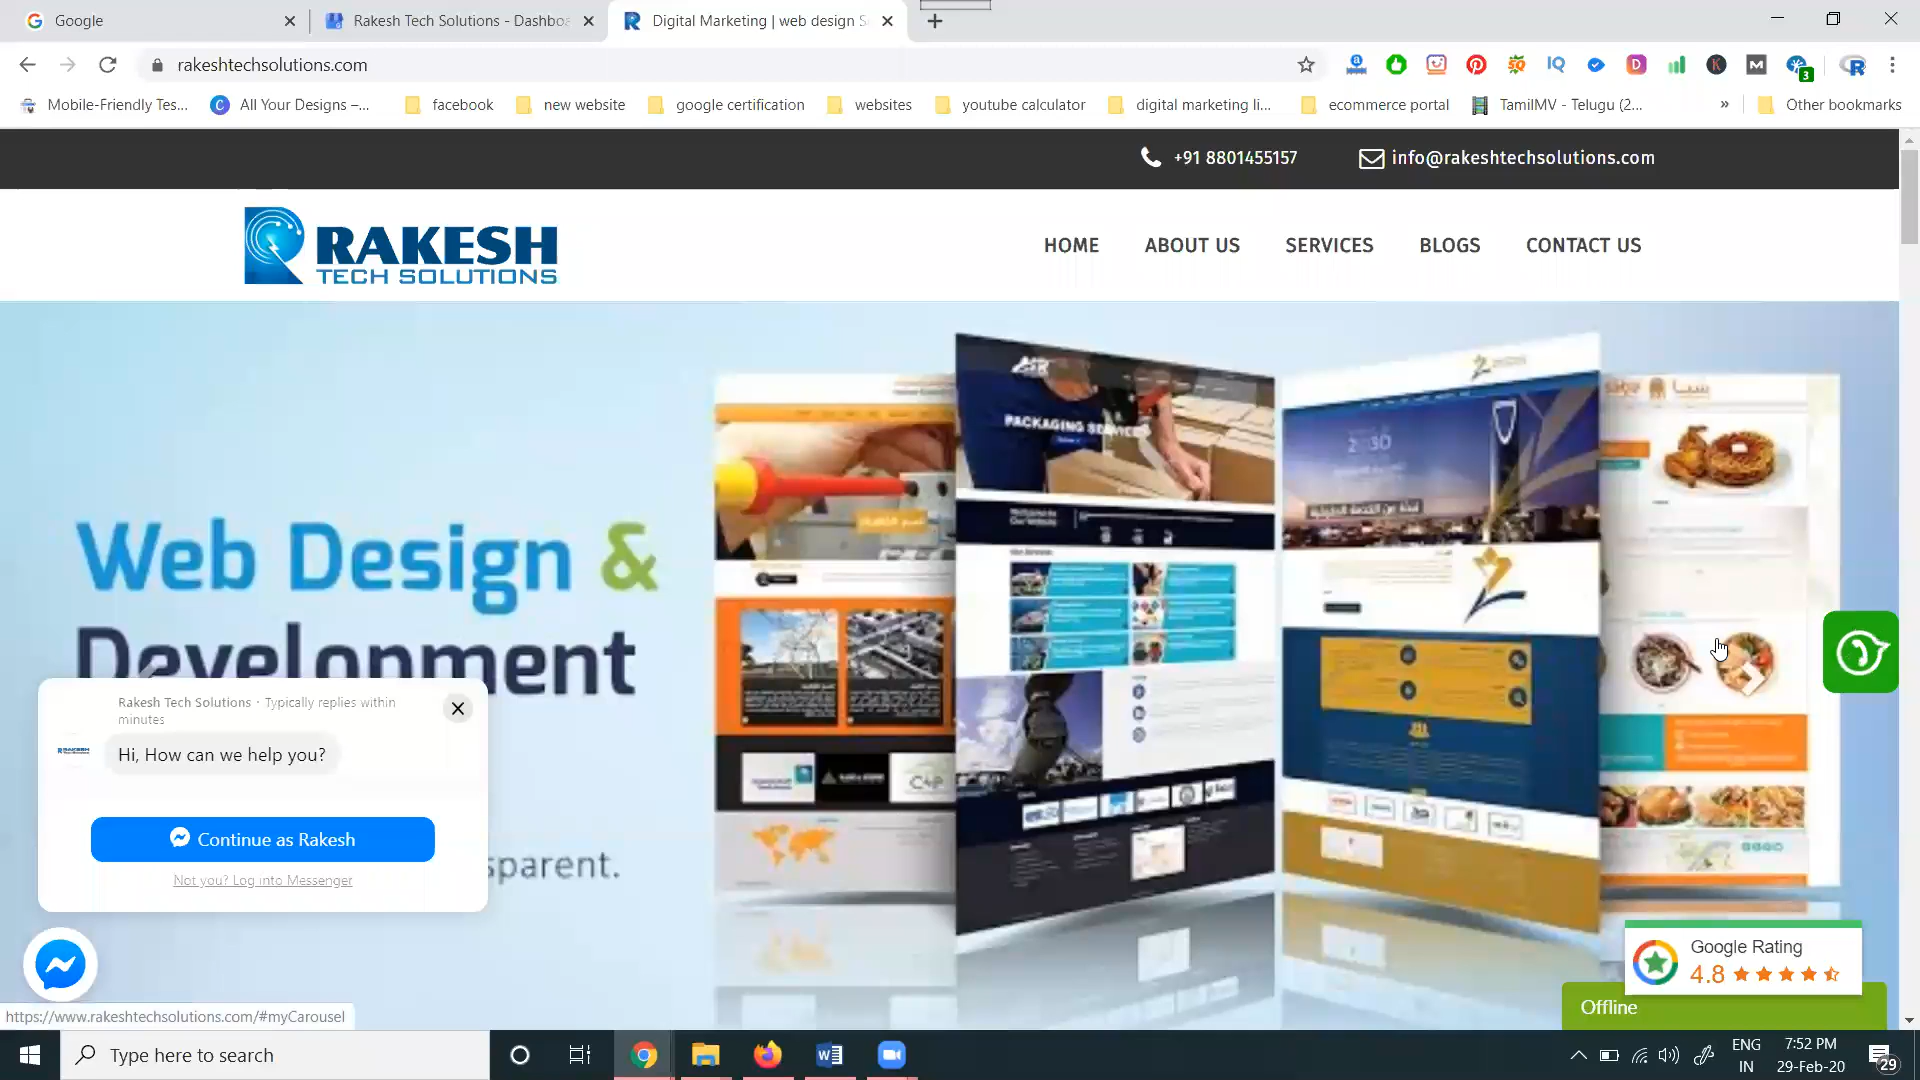 Google
Rakesh Tech Solutions - Dashbo
Digital Marketing | web design S
rakeshtechsolutions.com
3
Mobile-Friendly Tes...
All Your Designs –...
facebook
new website
google certification
websites
youtube calculator
digital marketing li...
ecommerce portal
TamilMV - Telugu (2...
»
Other bookmarks
+91 8801455157
info@rakeshtechsolutions.com
RAKESH
TECH SOLUTIONS
HOME
ABOUT US
SERVICES
BLOGS
CONTACT US
PACKAGING SERVICES
Web Design &
Development
Rakesh Tech Solutions · Typically replies within
minutes
Hi, How can we help you?
Continue as Rakesh
Not you? Log into Messenger
sparent.
Google Rating
4.8
Offline
https://www.rakeshtechsolutions.com/#myCarousel
Type here to search
ENG
IN
7:52 PM
29-Feb-20
29